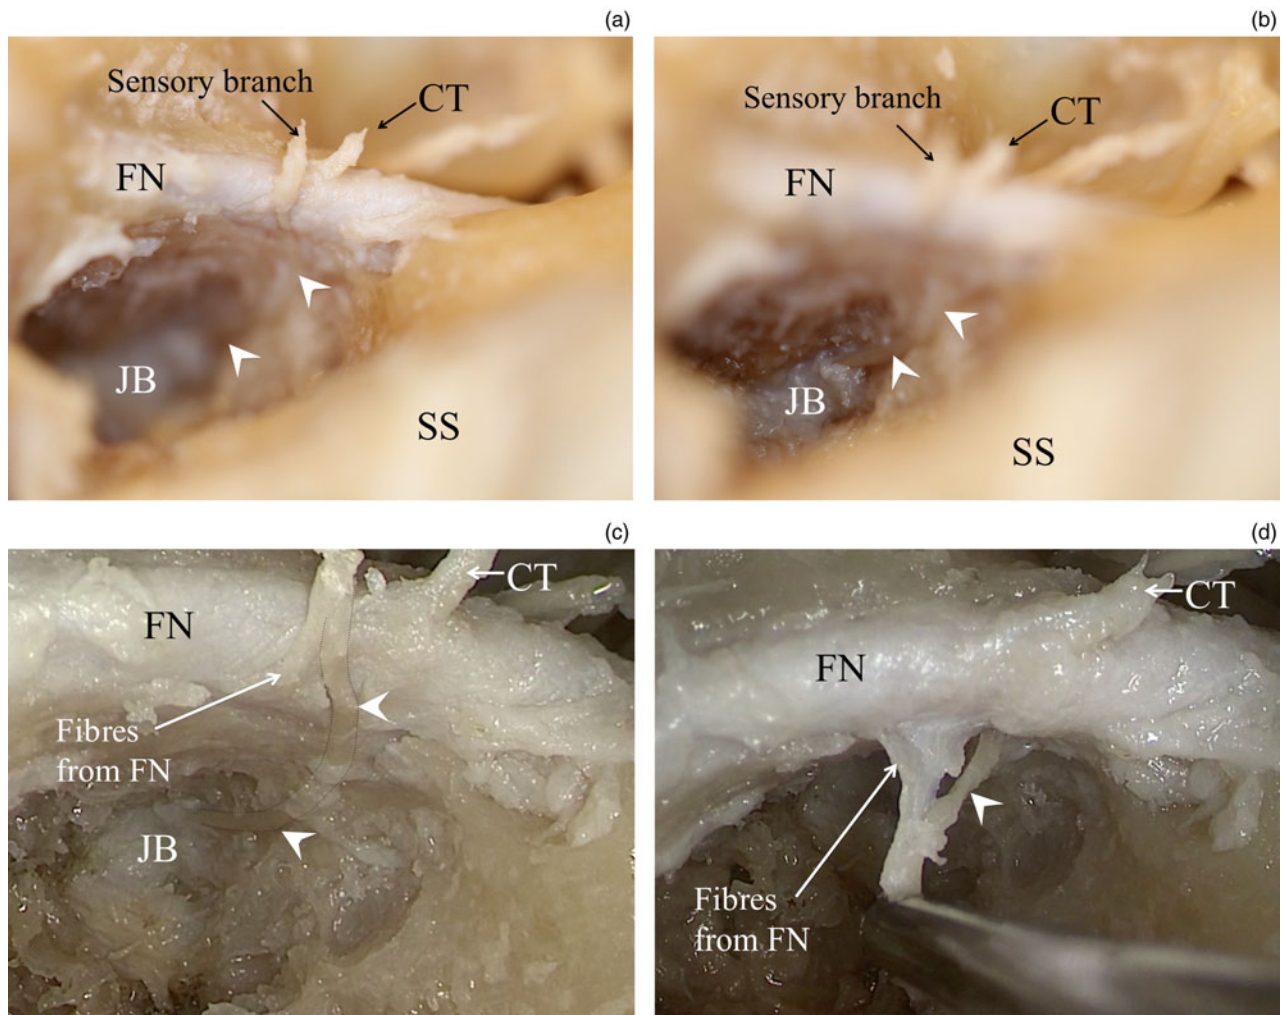 (a)
Sensory branch
CT
FN
JB
SS
(b)
Sensory branch
CT
FN
JB
SS
(c)
CT
FN
Fibres
from FN
JB
(d)
CT
FN
Fibres
from FN